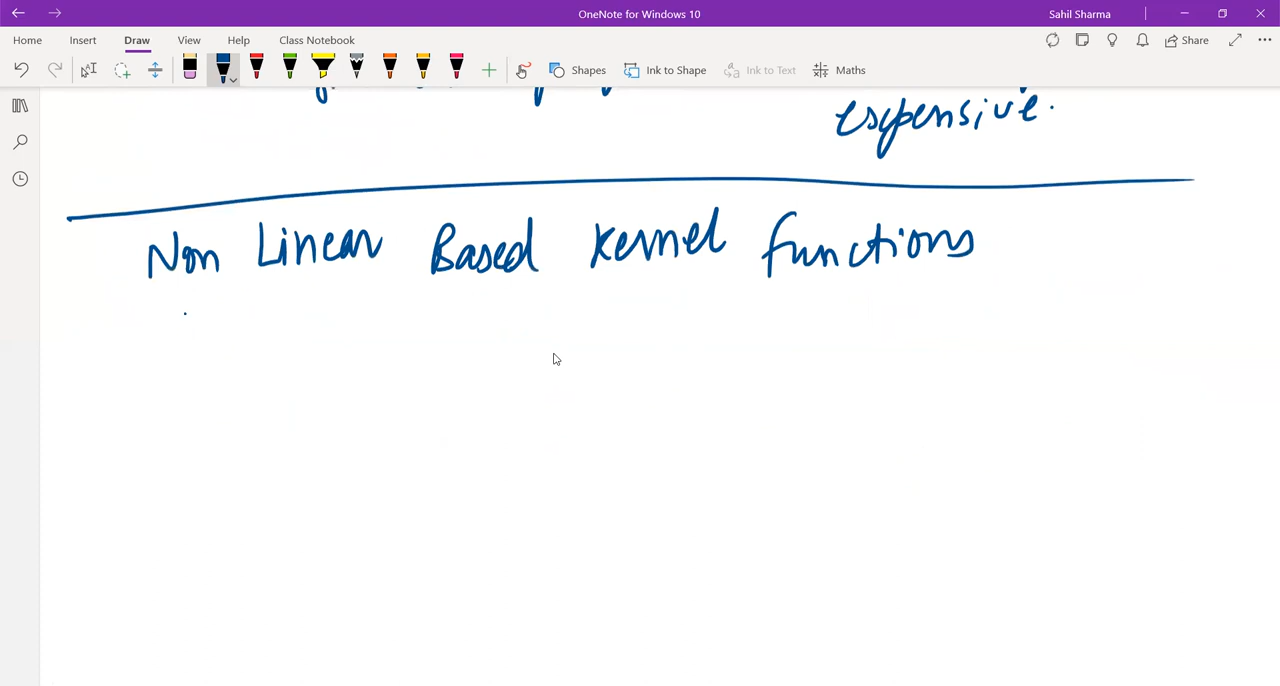 OneNote for Windows 10
Sahil Sharma
Home Insert Draw View Help Class Notebook
Share
Shapes Ink to Shape Ink to Text Maths
expensive.
Non Linear Based Kernel functions